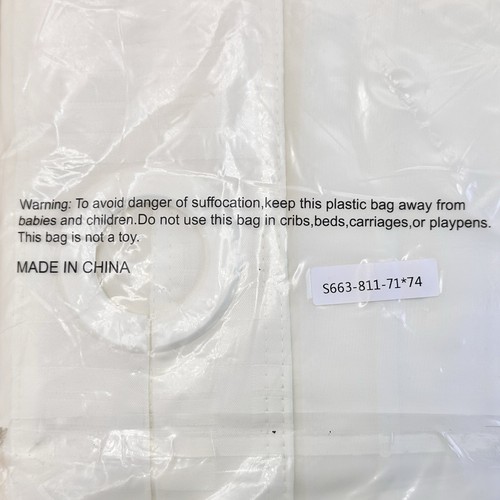 Warning: To avoid danger of suffocation,keep this plastic bag away from
babies and children.Do not use this bag in cribs,beds,carriages,or playpens.
This bag is not a toy.
MADE IN CHINA
S663-811-71*74